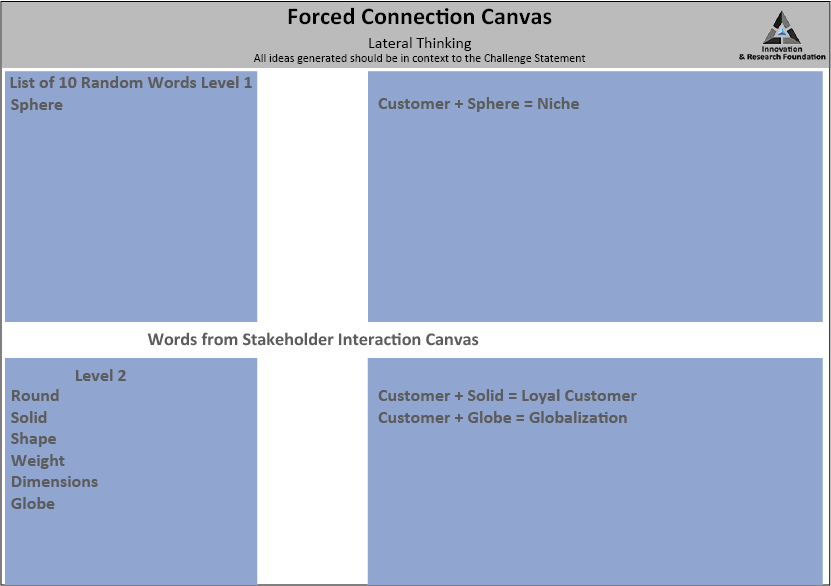 Forced Connection Canvas
Lateral Thinking
All ideas generated should be in context to the Challenge Statement
Innovation
& Research Foundation
List of 10 Random Words Level 1
Sphere
Customer + Sphere = Niche
Words from Stakeholder Interaction Canvas
Level 2
Round
Solid
Shape
Weight
Dimensions
Globe
Customer + Solid = Loyal Customer
Customer + Globe = Globalization